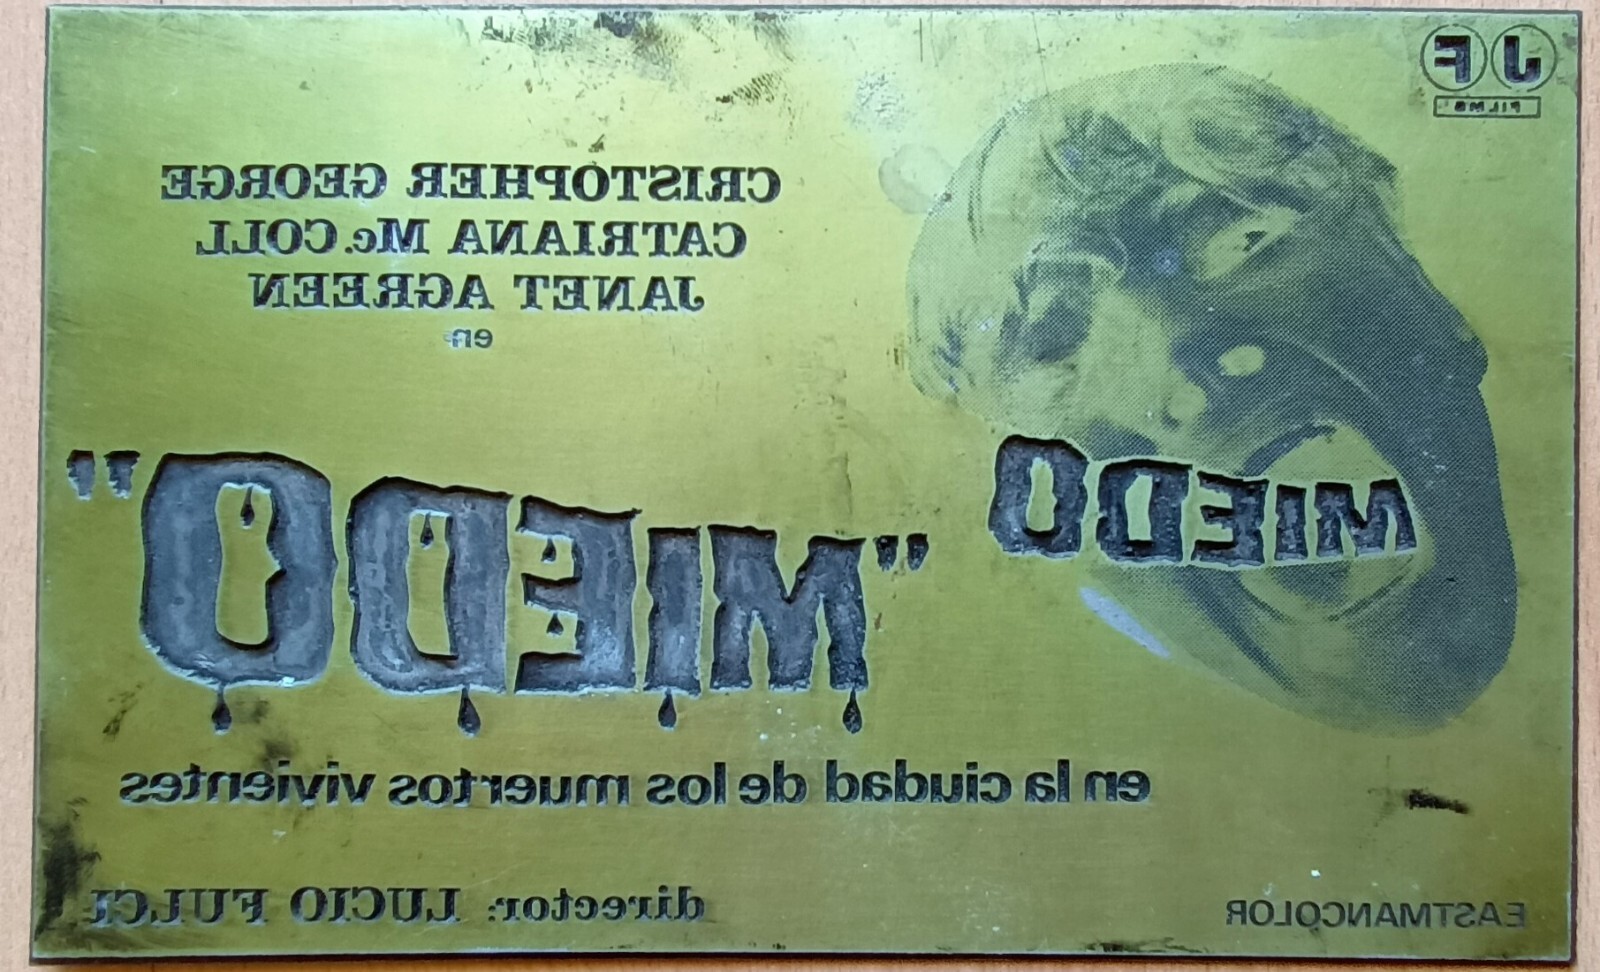 JF
FILMS
CRISTOPHER GEORGE
CATRIANA Mc. COLL
JANET AGREEN
en
MIEDO
"MIEDO"
en la ciudad de los muertos vivientes
director: LUCIO FULCI
EASTMANCOLOR